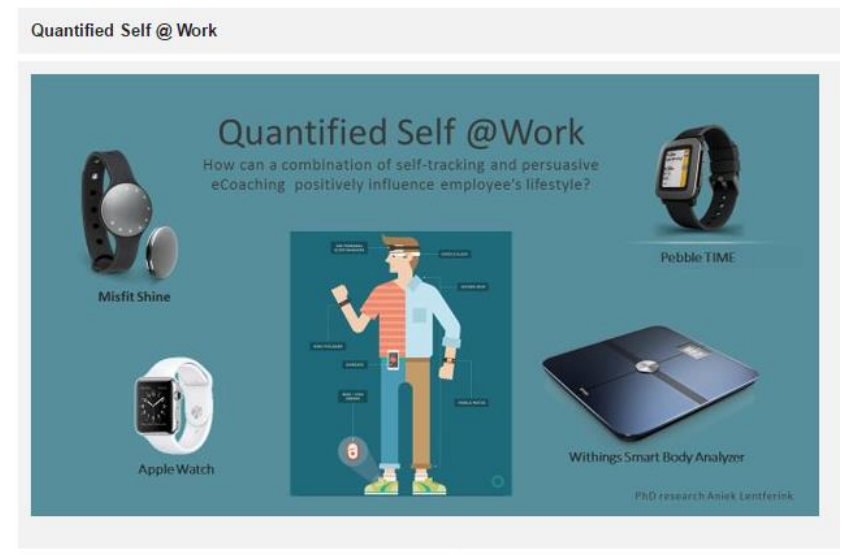 Quantified Self @ Work
Quantified Self @Work
How can a combination of self-tracking and persuasive
eCoaching positively influence employee's lifestyle?
Misfit Shine
Pebble TIME
Apple Watch
Withings Smart Body Analyzer
PhD research Aniek Lentferink